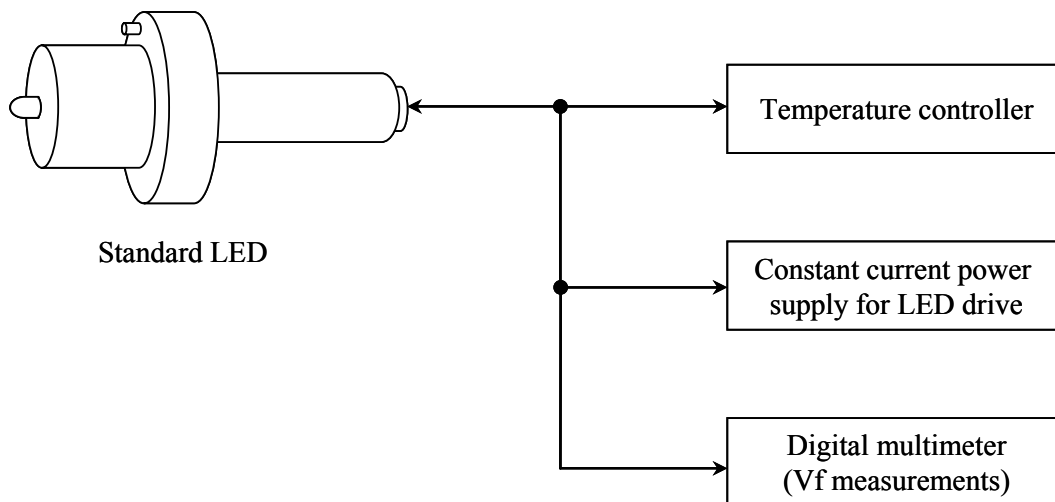 Temperature controller
Standard LED
Constant current power
supply for LED drive
Digital multimeter
(Vf measurements)